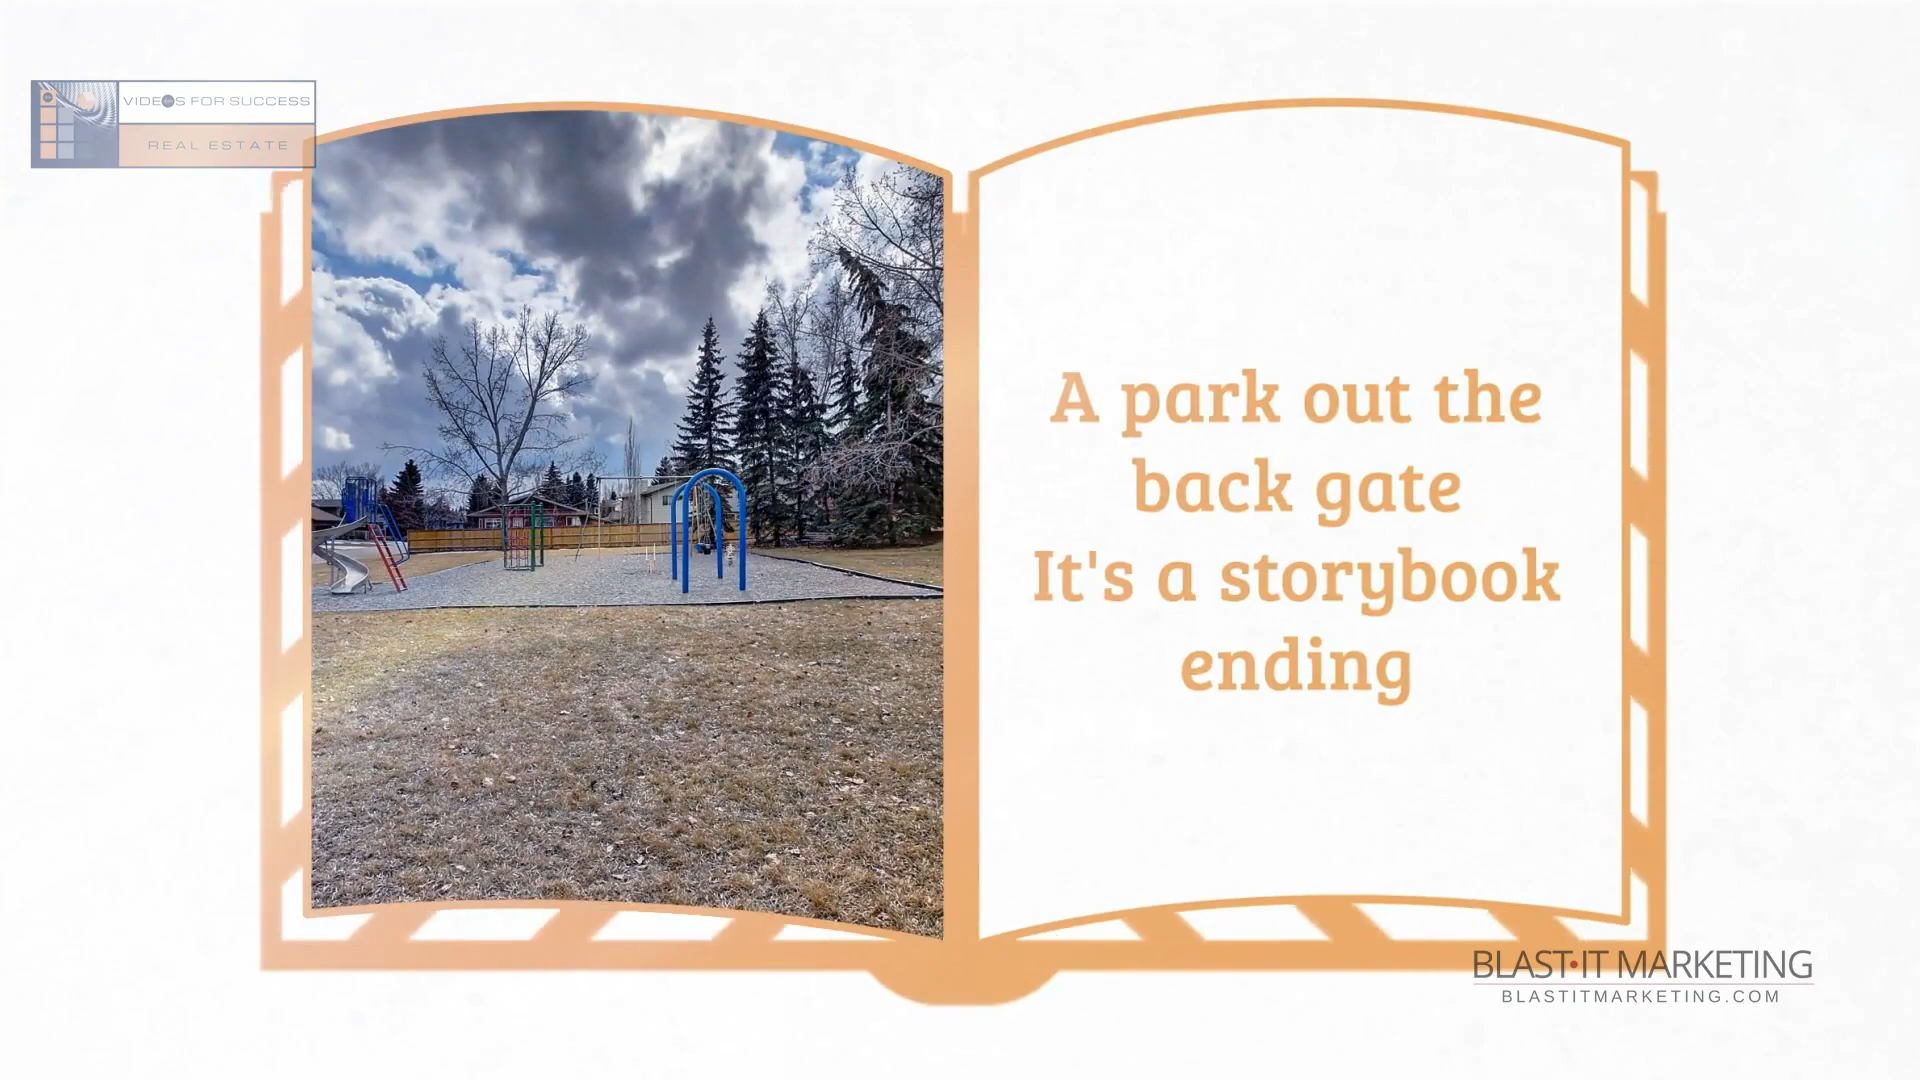 VIDEOS FOR SUCCESS
REAL ESTATE
A park out the
back gate
It's a storybook
ending
BLAST·IT MARKETING
BLASTITMARKETING.COM